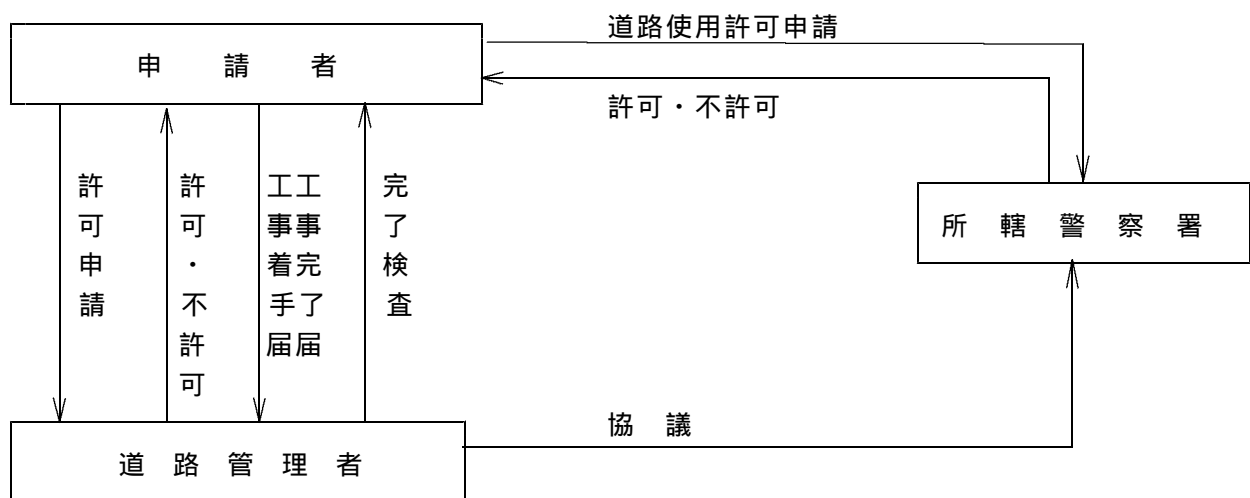 道路使用許可申請
申請者
許可・不許可
許可申請
許可・不許可
工事着手届
工事完了届
完了検査
所轄警察署
協議
道路管理者